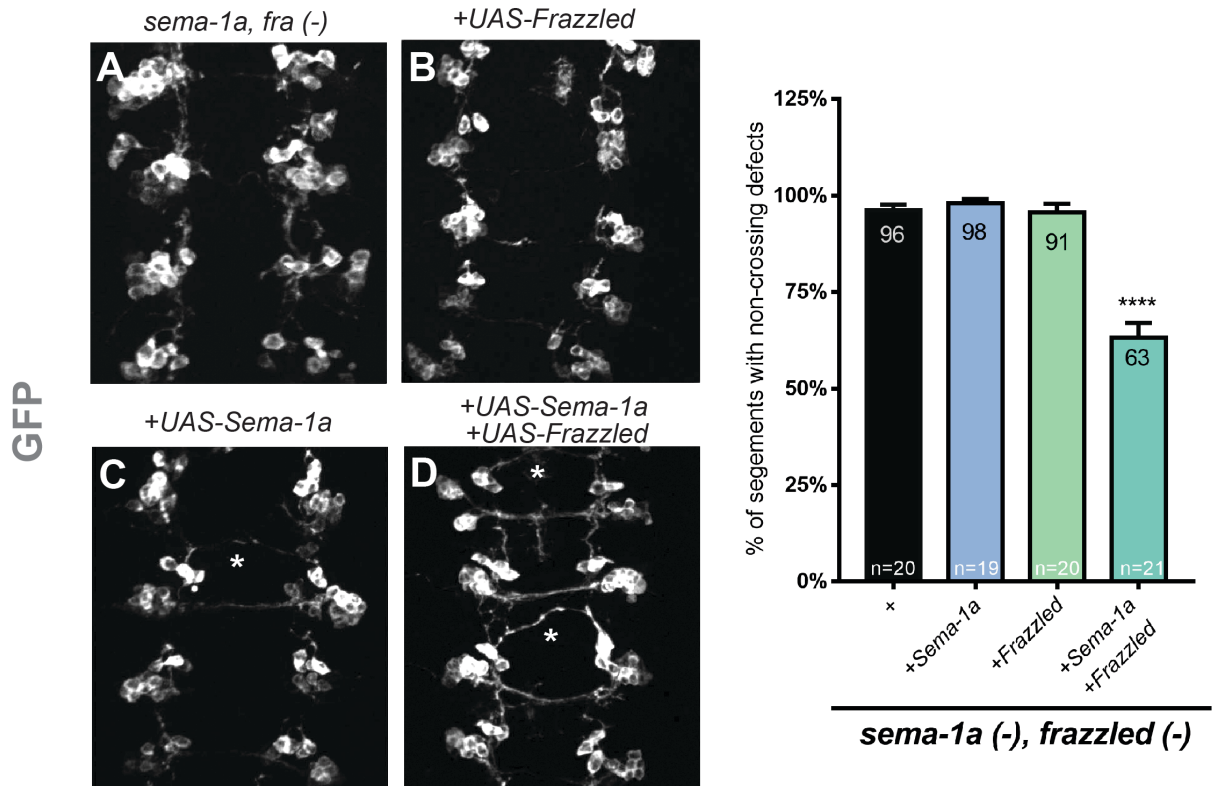 sema-1a, fra (-)
+UAS-Frazzled
A
B
GFP
+UAS-Sema-1a
+UAS-Sema-1a
+UAS-Frazzled
C
*
D
*
*
% of segements with non-crossing defects
125%
100%
75%
50%
25%
0%
96
98
91
****
63
n=20
n=19
n=20
n=21
+
+Sema-1a
+Frazzled
+Sema-1a
+Frazzled
sema-1a (-), frazzled (-)